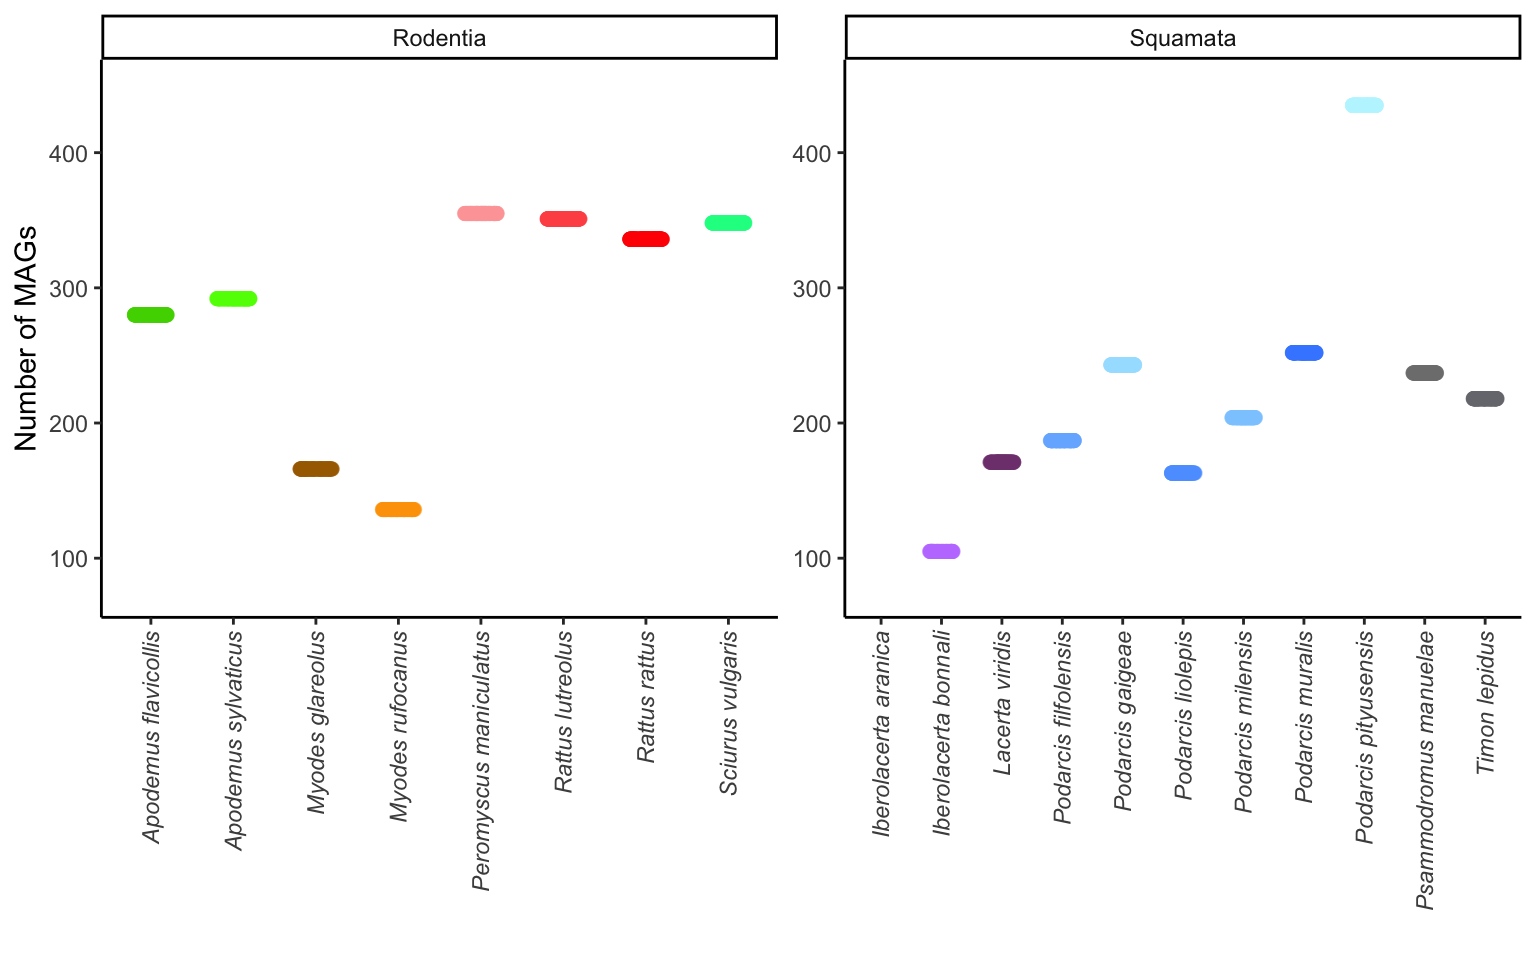 Rodentia
Squamata
Number of MAGs
400
300
200
100
400
300
200
100
Apodemus flavicollis
Apodemus sylvaticus
Myodes glareolus
Myodes rufocanus
Peromyscus maniculatus
Rattus lutreolus
Rattus rattus
Sciurus vulgaris
Iberolacerta aranica
Iberolacerta bonnali
Lacerta viridis
Podarcis filfolensis
Podarcis gaigeae
Podarcis liolepis
Podarcis milensis
Podarcis muralis
Podarcis pityusensis
Psammodromus manuelae
Timon lepidus